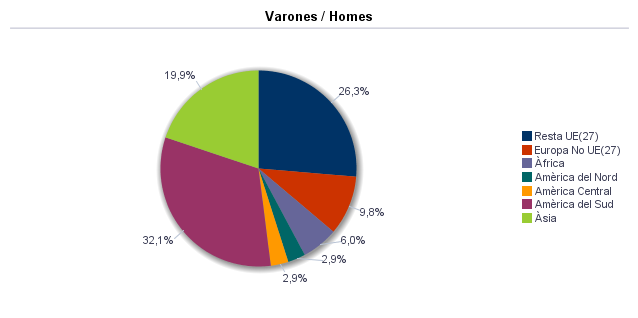 Varones / Homes
19,9%
26,3%
9,8%
6,0%
2,9%
2,9%
32,1%
Resta UE(27)
Europa No UE(27)
Àfrica
Amèrica del Nord
Amèrica Central
Amèrica del Sud
Àsia